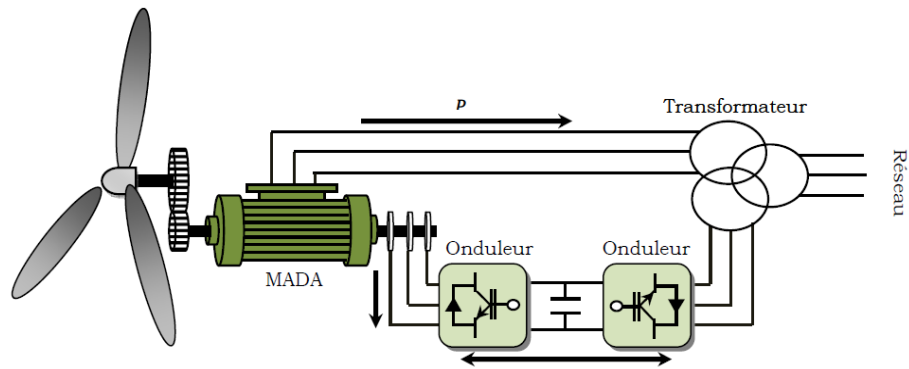 P
Transformateur
Réseau
Onduleur
Onduleur
MADA